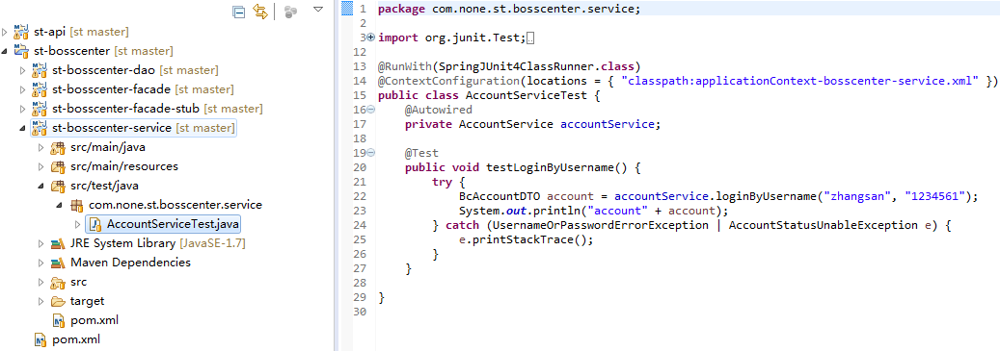 st-api [st master]
st-bosscenter [st master]
st-bosscenter-dao [st master]
st-bosscenter-facade [st master]
st-bosscenter-facade-stub [st master]
st-bosscenter-service [st master]
src/main/java
src/main/resources
src/test/java
com.none.st.bosscenter.service
AccountServiceTest.java
JRE System Library [JavaSE-1.7]
Maven Dependencies
src
target
pom.xml
pom.xml
1 package com.none.st.bosscenter.service;
2
3 import org.junit.Test;
12
13 @RunWith(SpringJUnit4ClassRunner.class)
14 @ContextConfiguration(locations = { "classpath:applicationContext-bosscenter-service.xml" })
15 public class AccountServiceTest {
16 @Autowired
17 private AccountService accountService;
18
19 @Test
20 public void testLoginByUsername() {
21 try {
22 BcAccountDTO account = accountService.loginByUsername("zhangsan", "1234561");
23 System.out.println("account" + account);
24 } catch (UsernameOrPasswordErrorException | AccountStatusUnableException e) {
25 e.printStackTrace();
26 }
27 }
28
29 }
30